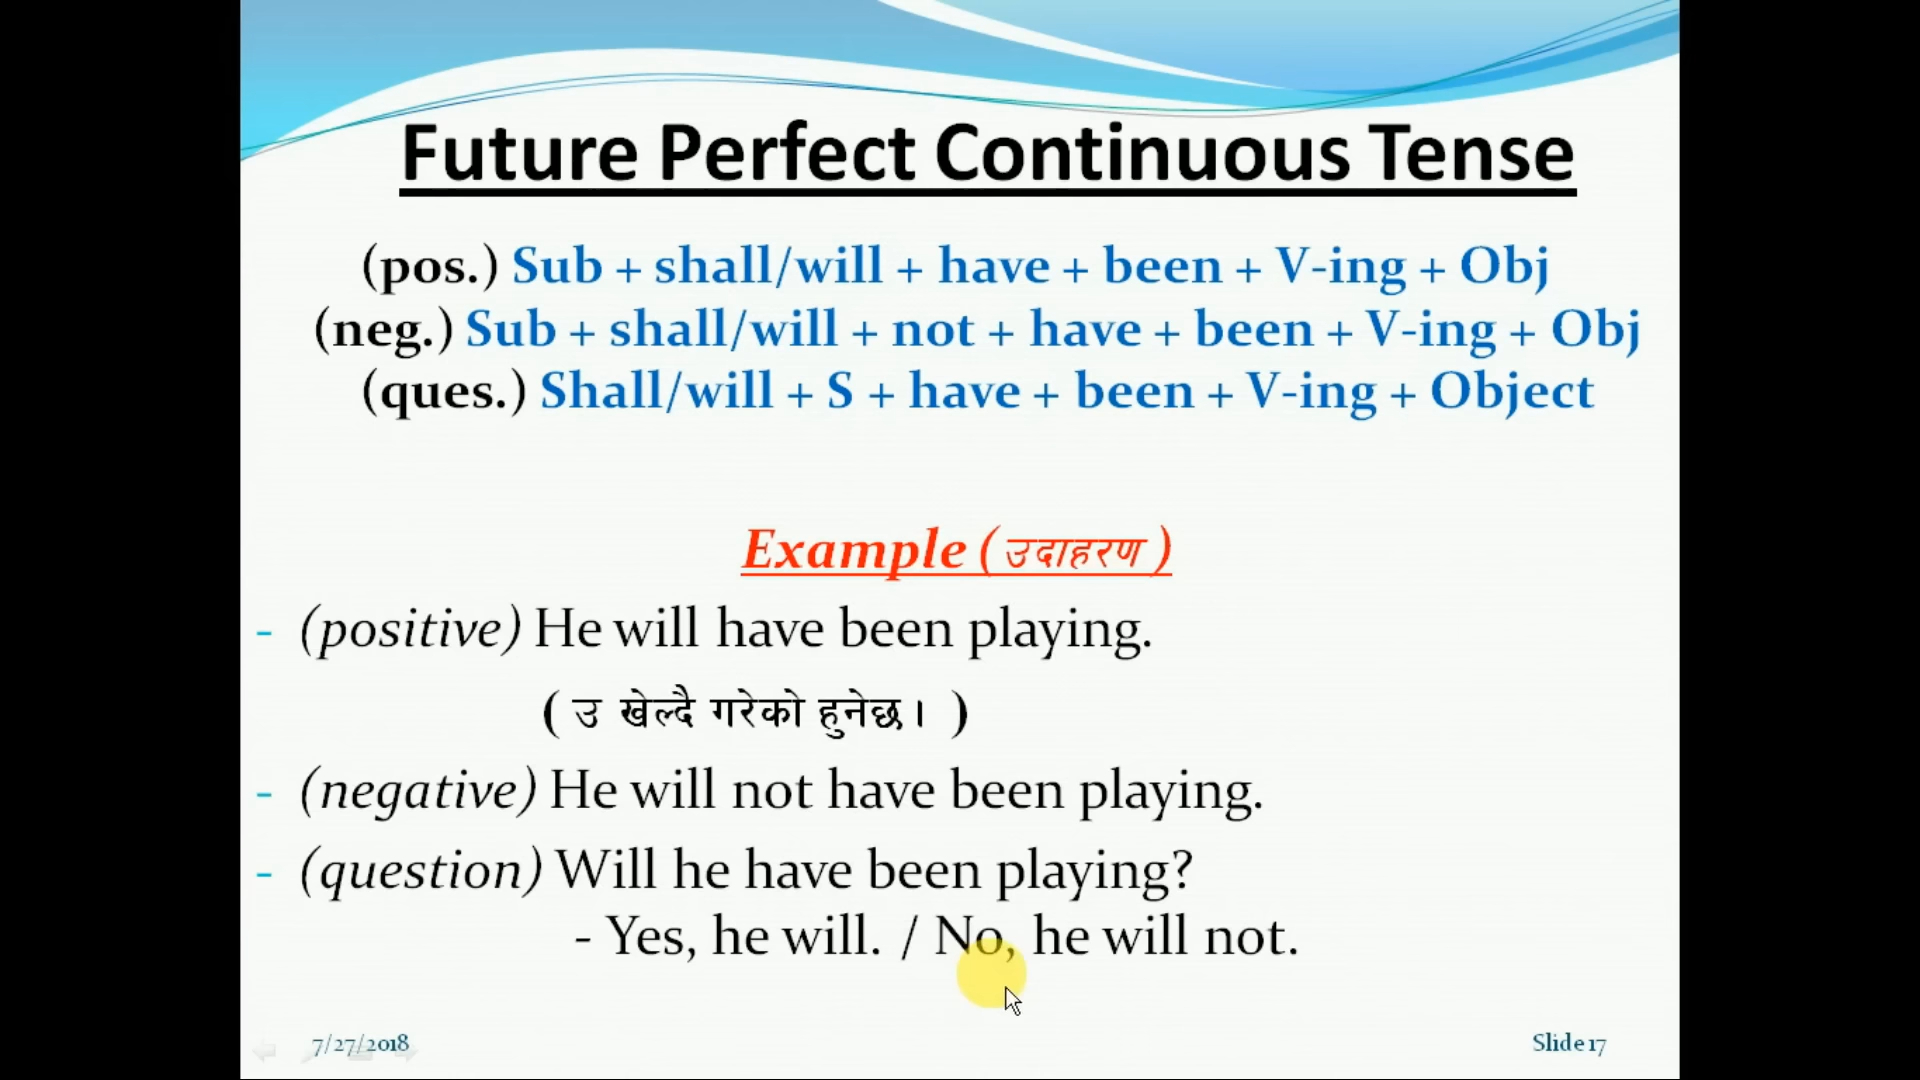 Future Perfect Continuous Tense
(pos.) Sub + shall/will + have + been + V-ing + Obj
(neg.) Sub + shall/will + not + have + been + V-ing + Obj
(ques.) Shall/will + S + have + been + V-ing + Object
Example ( उदाहरण )
- (positive) He will have been playing.
( उ खेल्दै गरेको हुनेछ। )
- (negative) He will not have been playing.
- (question) Will he have been playing?
- Yes, he will. / No, he will not.
7/27/2018
Slide 17